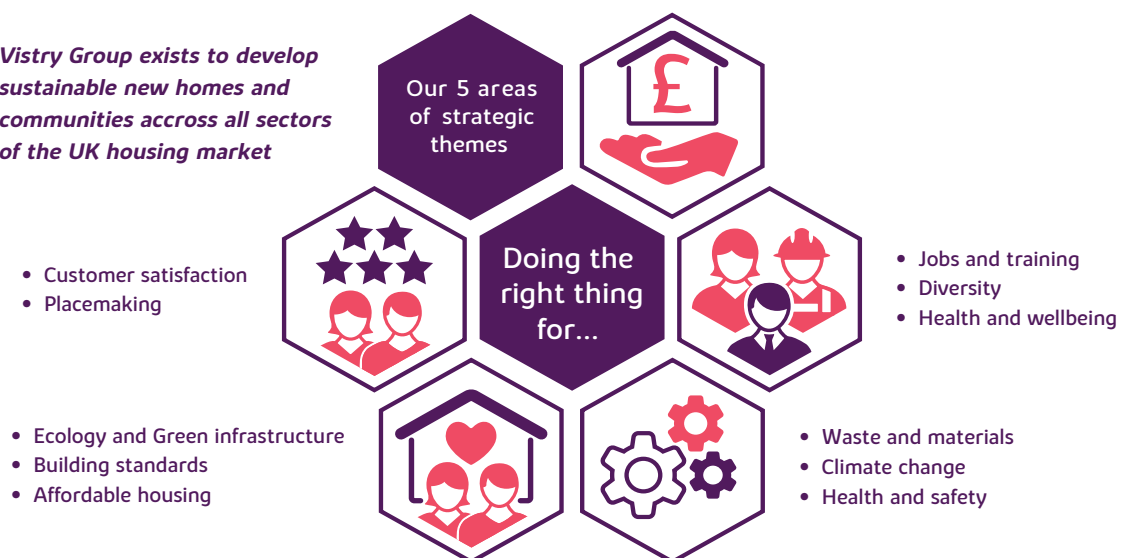 Vistry Group exists to develop
sustainable new homes and
communities accross all sectors
of the UK housing market
Our 5 areas
of strategic
themes
£
• Customer satisfaction
• Placemaking
Doing the
right thing
for...
• Jobs and training
• Diversity
• Health and wellbeing
• Ecology and Green infrastructure
• Building standards
• Affordable housing
• Waste and materials
• Climate change
• Health and safety